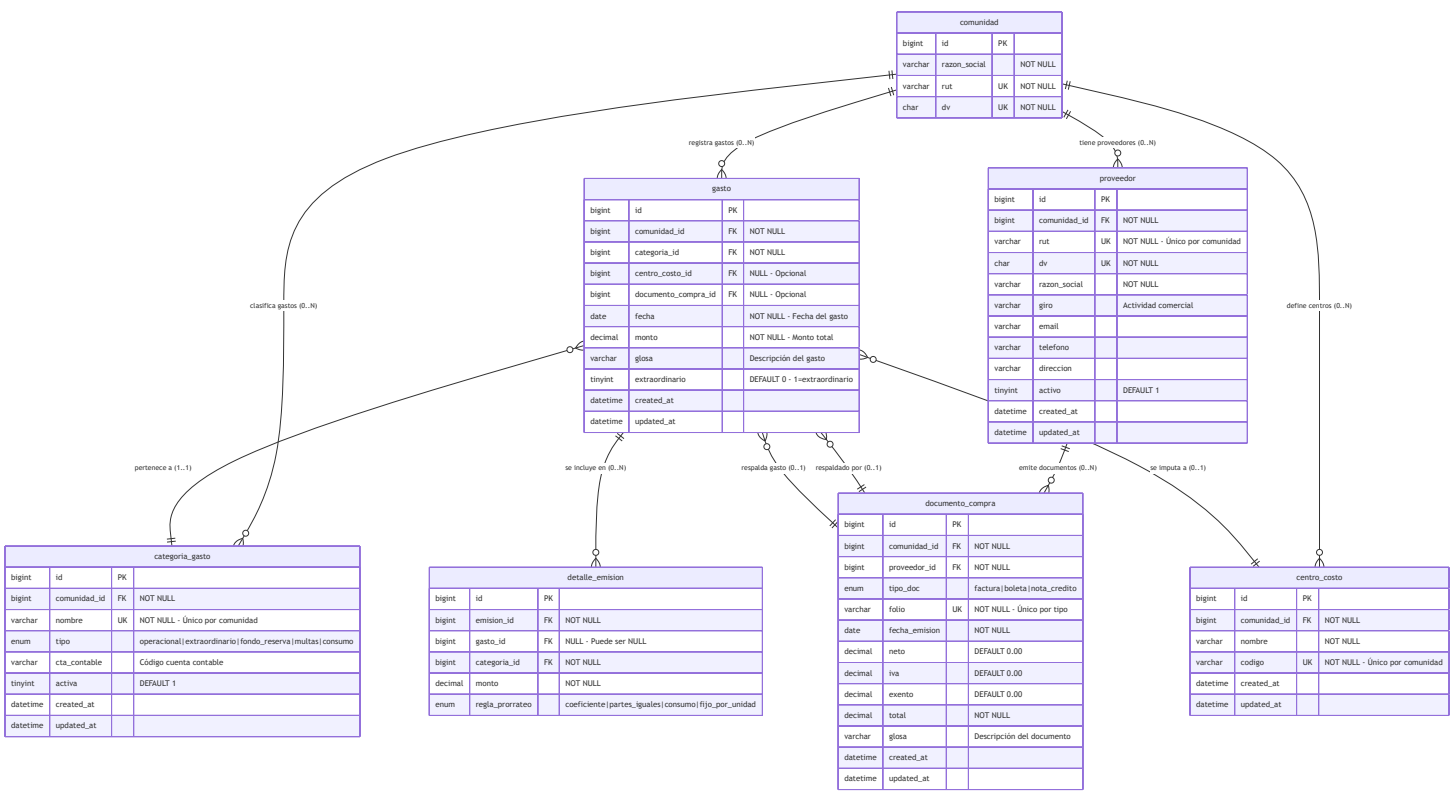 comunidad
bigint id PK
varchar razon_social NOT NULL
varchar rut UK NOT NULL
char dv UK NOT NULL
registra gastos (0..N)
tiene proveedores (0..N)
clasifica gastos (0..N)
define centros (0..N)
gasto
bigint id PK
bigint comunidad_id FK NOT NULL
bigint categoria_id FK NOT NULL
bigint centro_costo_id FK NULL - Opcional
bigint documento_compra_id FK NULL - Opcional
date fecha NOT NULL - Fecha del gasto
decimal monto NOT NULL - Monto total
varchar glosa Descripción del gasto
tinyint extraordinario DEFAULT 0 - 1=extraordinario
datetime created_at
datetime updated_at
proveedor
bigint id PK
bigint comunidad_id FK NOT NULL
varchar rut UK NOT NULL - Único por comunidad
char dv UK NOT NULL
varchar razon_social NOT NULL
varchar giro Actividad comercial
varchar email
varchar telefono
varchar direccion
tinyint activo DEFAULT 1
datetime created_at
datetime updated_at
pertenece a (1..1)
se incluye en (0..N)
respalda gasto (0..1)
respaldado por (0..1)
emite documentos (0..N)
se imputa a (0..1)
categoria_gasto
bigint id PK
bigint comunidad_id FK NOT NULL
varchar nombre UK NOT NULL - Único por comunidad
enum tipo operacional|extraordinario|fondo_reserva|multas|consumo
varchar cta_contable Código cuenta contable
tinyint activa DEFAULT 1
datetime created_at
datetime updated_at
detalle_emision
bigint id PK
bigint emision_id FK NOT NULL
bigint gasto_id FK NULL - Puede ser NULL
bigint categoria_id FK NOT NULL
decimal monto NOT NULL
enum regla_prorrateo coeficiente|partes_iguales|consumo|fijo_por_unidad
documento_compra
bigint id PK
bigint comunidad_id FK NOT NULL
bigint proveedor_id FK NOT NULL
enum tipo_doc factura|boleta|nota_credito
varchar folio UK NOT NULL - Único por tipo
date fecha_emision NOT NULL
decimal neto DEFAULT 0.00
decimal iva DEFAULT 0.00
decimal exento DEFAULT 0.00
decimal total NOT NULL
varchar glosa Descripción del documento
datetime created_at
datetime updated_at
centro_costo
bigint id PK
bigint comunidad_id FK NOT NULL
varchar nombre NOT NULL
varchar codigo UK NOT NULL - Único por comunidad
datetime created_at
datetime updated_at